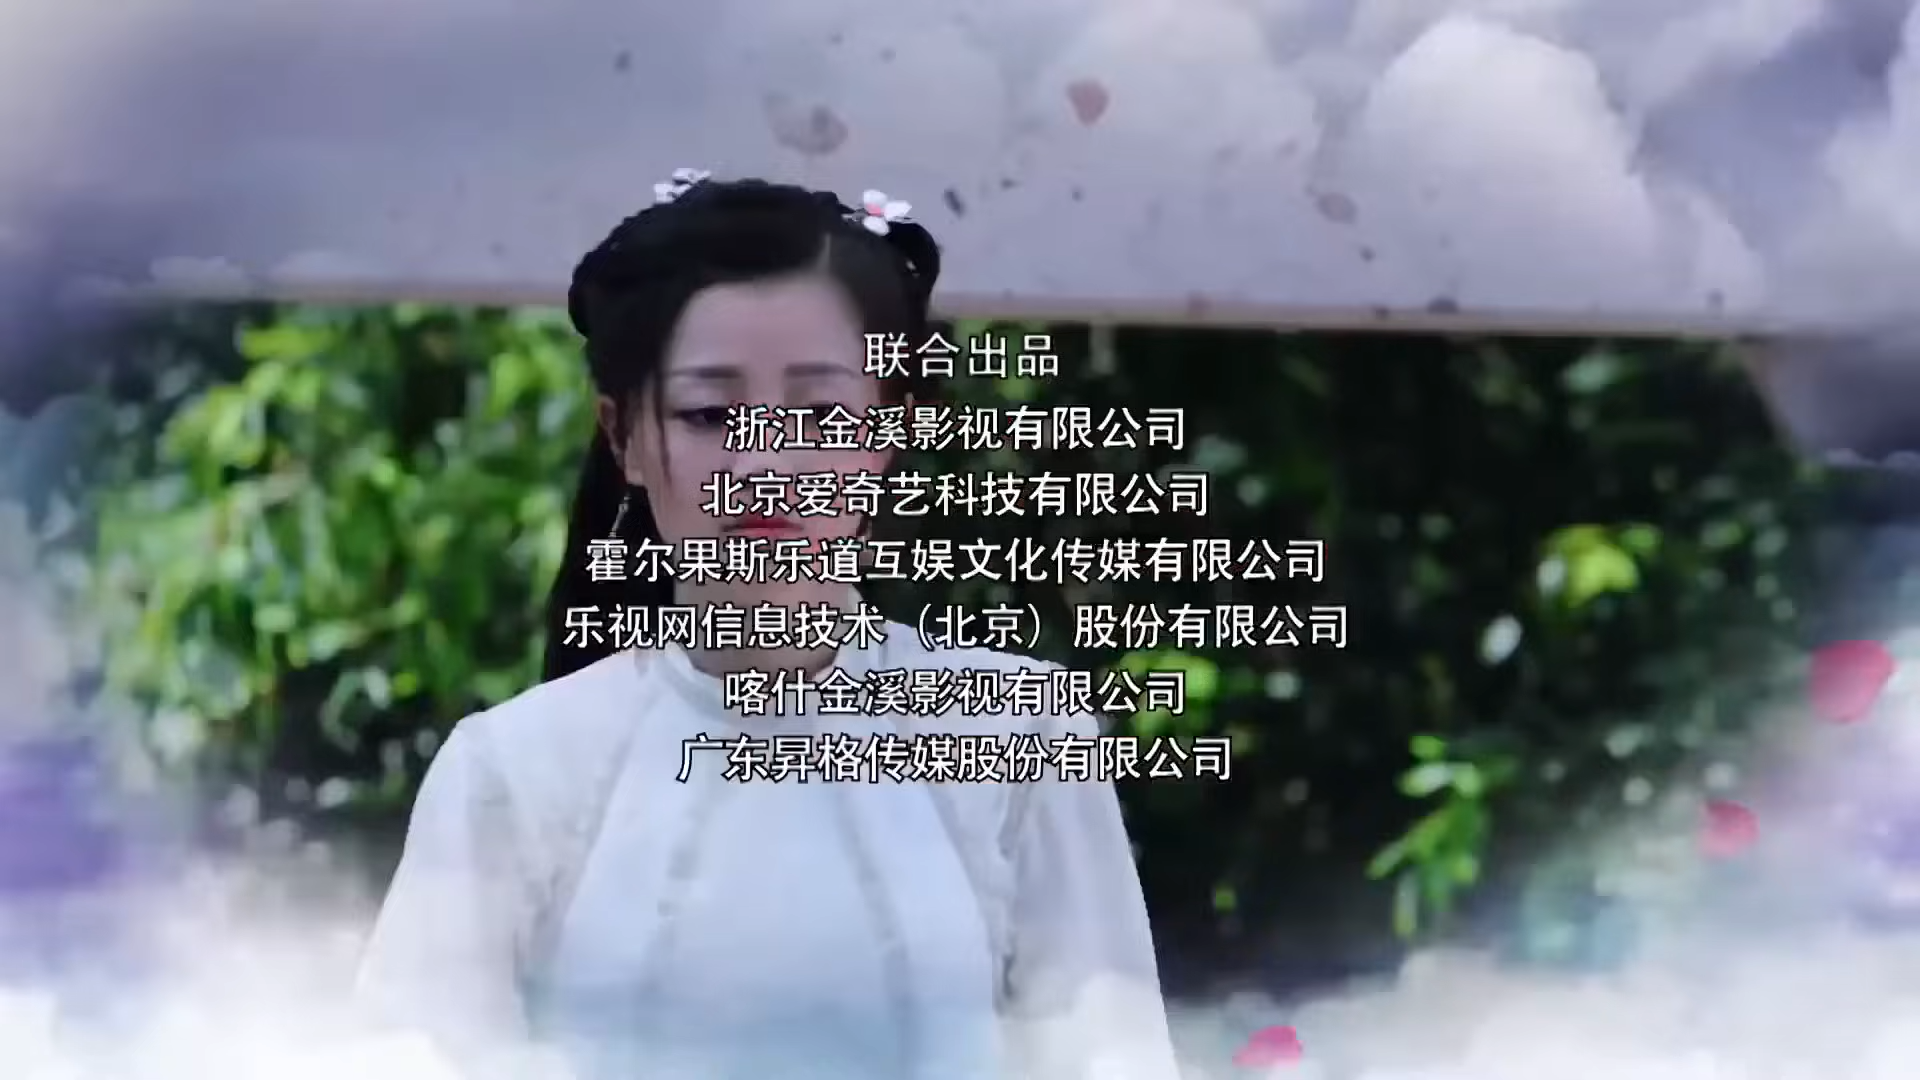 联合出品
浙江金溪影视有限公司
北京爱奇艺科技有限公司
霍尔果斯乐道互娱文化传媒有限公司
乐视网信息技术（北京）股份有限公司
喀什金溪影视有限公司
广东昇格传媒股份有限公司